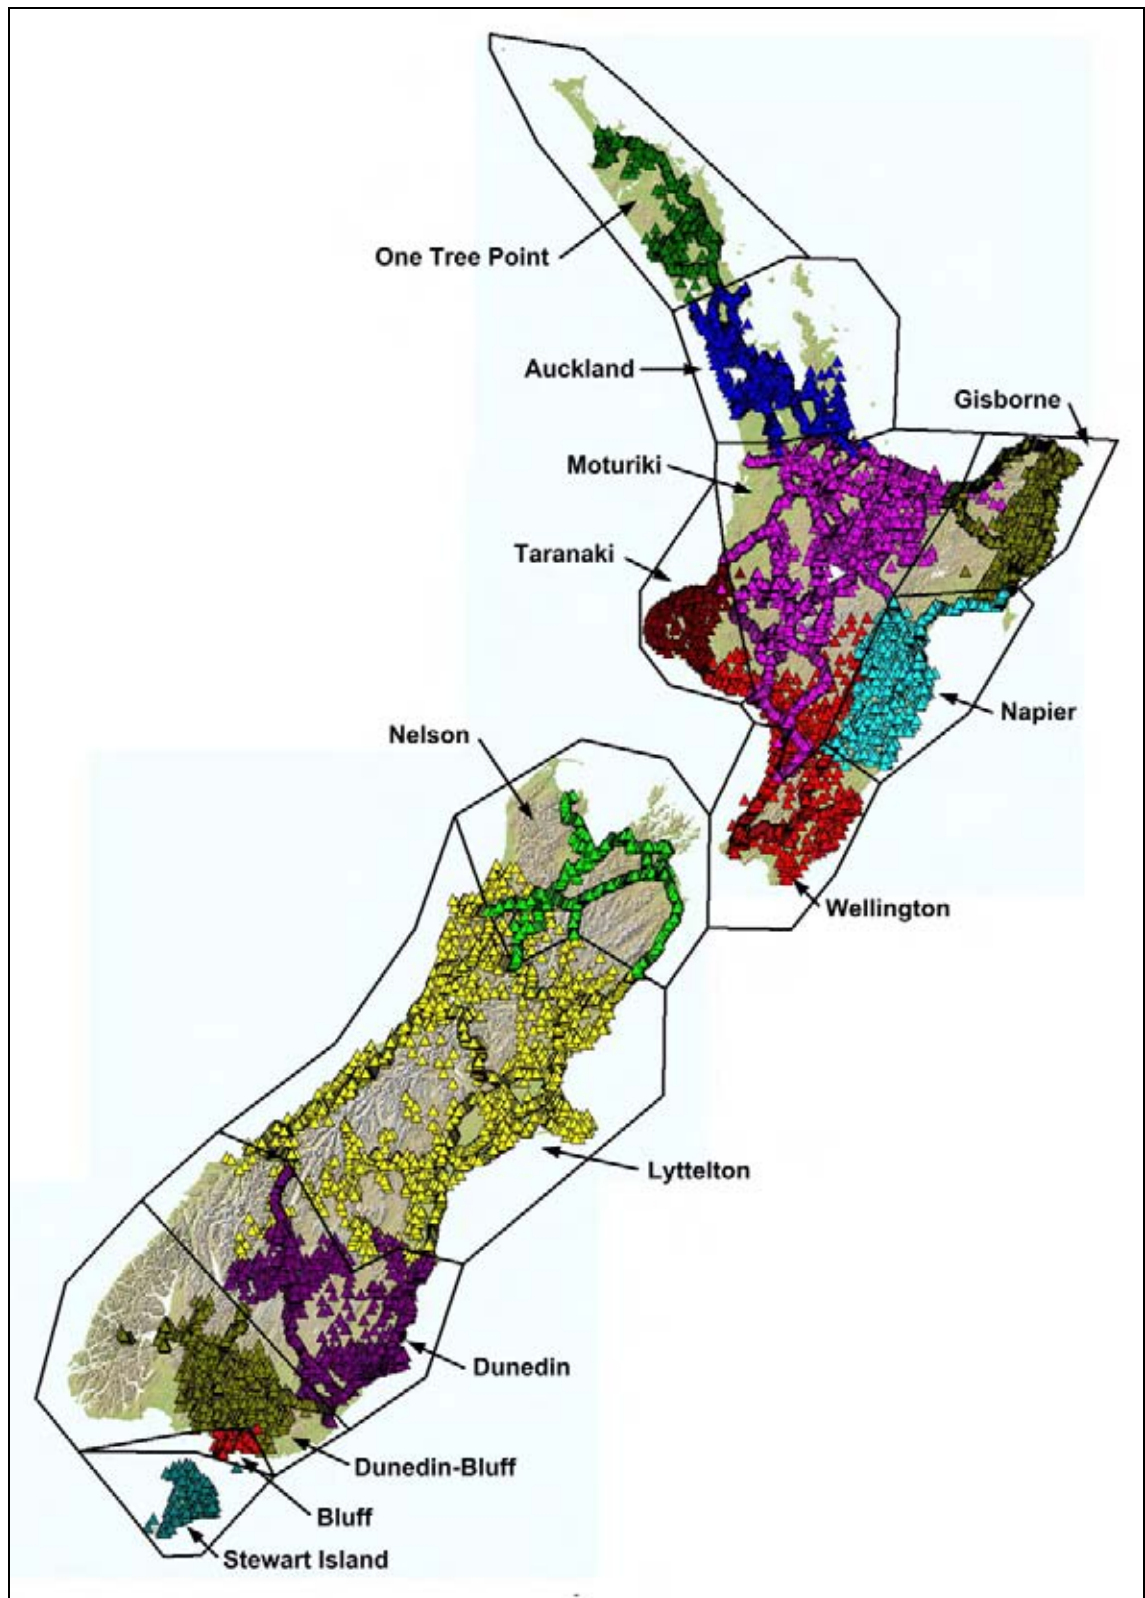 One Tree Point
Auckland
Gisborne
Moturiki
Taranaki
Napier
Nelson
Wellington
Lyttelton
Dunedin
Dunedin-Bluff
Bluff
Stewart Island